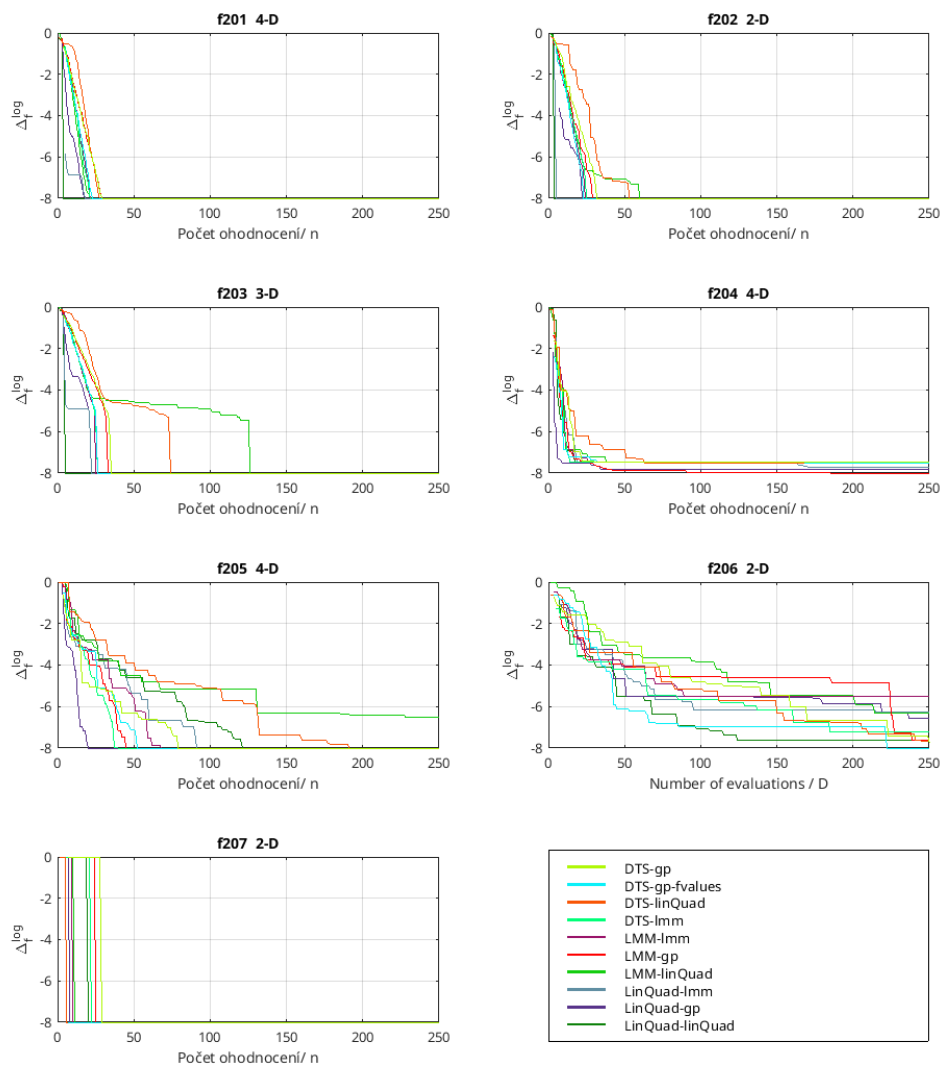 f201 4-D
0
-2
-4
-6
-8
Δf log
0 50 100 150 200 250
Počet ohodnocení/ n
f202 2-D
0
-2
-4
-6
-8
Δf log
0 50 100 150 200 250
Počet ohodnocení/ n
f203 3-D
0
-2
-4
-6
-8
Δf log
0 50 100 150 200 250
Počet ohodnocení/ n
f204 4-D
0
-2
-4
-6
-8
Δf log
0 50 100 150 200 250
Počet ohodnocení/ n
f205 4-D
0
-2
-4
-6
-8
Δf log
0 50 100 150 200 250
Počet ohodnocení/ n
f206 2-D
0
-2
-4
-6
-8
Δf log
0 50 100 150 200 250
Number of evaluations / D
f207 2-D
0
-2
-4
-6
-8
Δf log
0 50 100 150 200 250
Počet ohodnocení/ n
DTS-gp
DTS-gp-fvalues
DTS-linQuad
DTS-lmm
LMM-lmm
LMM-gp
LMM-linQuad
LinQuad-lmm
LinQuad-gp
LinQuad-linQuad